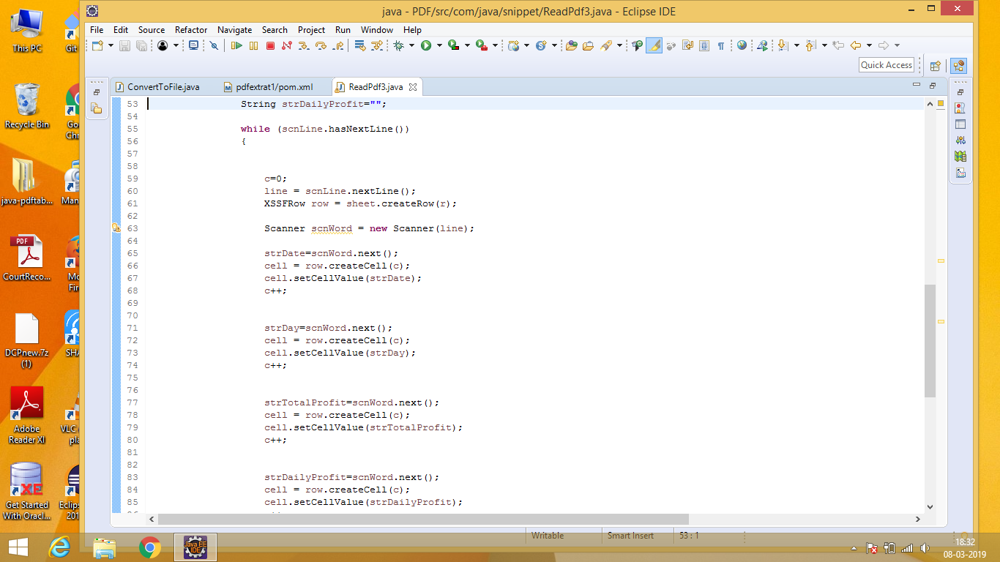 java - PDF/src/com/java/snippet/ReadPdf3.java - Eclipse IDE
File Edit Source Refactor Navigate Search Project Run Window Help
Quick Access
ConvertToFile.java pdfextrat1/pom.xml ReadPdf3.java
53 String strDailyProfit="";
54
55 while (scnLine.hasNextLine())
56 {
57
58
59 c=0;
60 line = scnLine.nextLine();
61 XSSFRow row = sheet.createRow(r);
62
63 Scanner scnWord = new Scanner(line);
64
65 strDate=scnWord.next();
66 cell = row.createCell(c);
67 cell.setCellValue(strDate);
68 c++;
69
70
71 strDay=scnWord.next();
72 cell = row.createCell(c);
73 cell.setCellValue(strDay);
74 c++;
75
76
77 strTotalProfit=scnWord.next();
78 cell = row.createCell(c);
79 cell.setCellValue(strTotalProfit);
80 c++;
81
82
83 strDailyProfit=scnWord.next();
84 cell = row.createCell(c);
85 cell.setCellValue(strDailyProfit);
Writable Smart Insert 53 : 1
This PC
Git
Recycle Bin
Go
Chr
java-pdftab...
Man
PDF
CourtReco...
Mo
Fir
DCPnew.7z
(1)
SHA
Adobe
Reader XI
VLC
pla
XE
Get Started
With Oracl...
Eclips
201
Java EE
IDE
18:32
08-03-2019